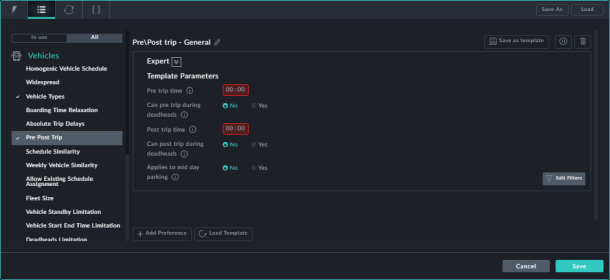 Save As
Load
In use
All
Vehicles
Homogenic Vehicle Schedule
Widespread
Vehicle Types
Boarding Time Relaxation
Absolute Trip Delays
Pre Post Trip
Schedule Similarity
Weekly Vehicle Similarity
Allow Existing Schedule
Assignment
Fleet Size
Vehicle Standby Limitation
Vehicle Start End Time Limitation
Deadheads Limitation
Pre\Post trip - General
Save as template
Expert
Template Parameters
Pre trip time
00:00
Can pre trip during
deadheads
No
Yes
Post trip time
00:00
Can post trip during
deadheads
No
Yes
Applies to mid day
parking
No
Yes
Edit Filters
+ Add Preference
Load Template
Cancel
Save